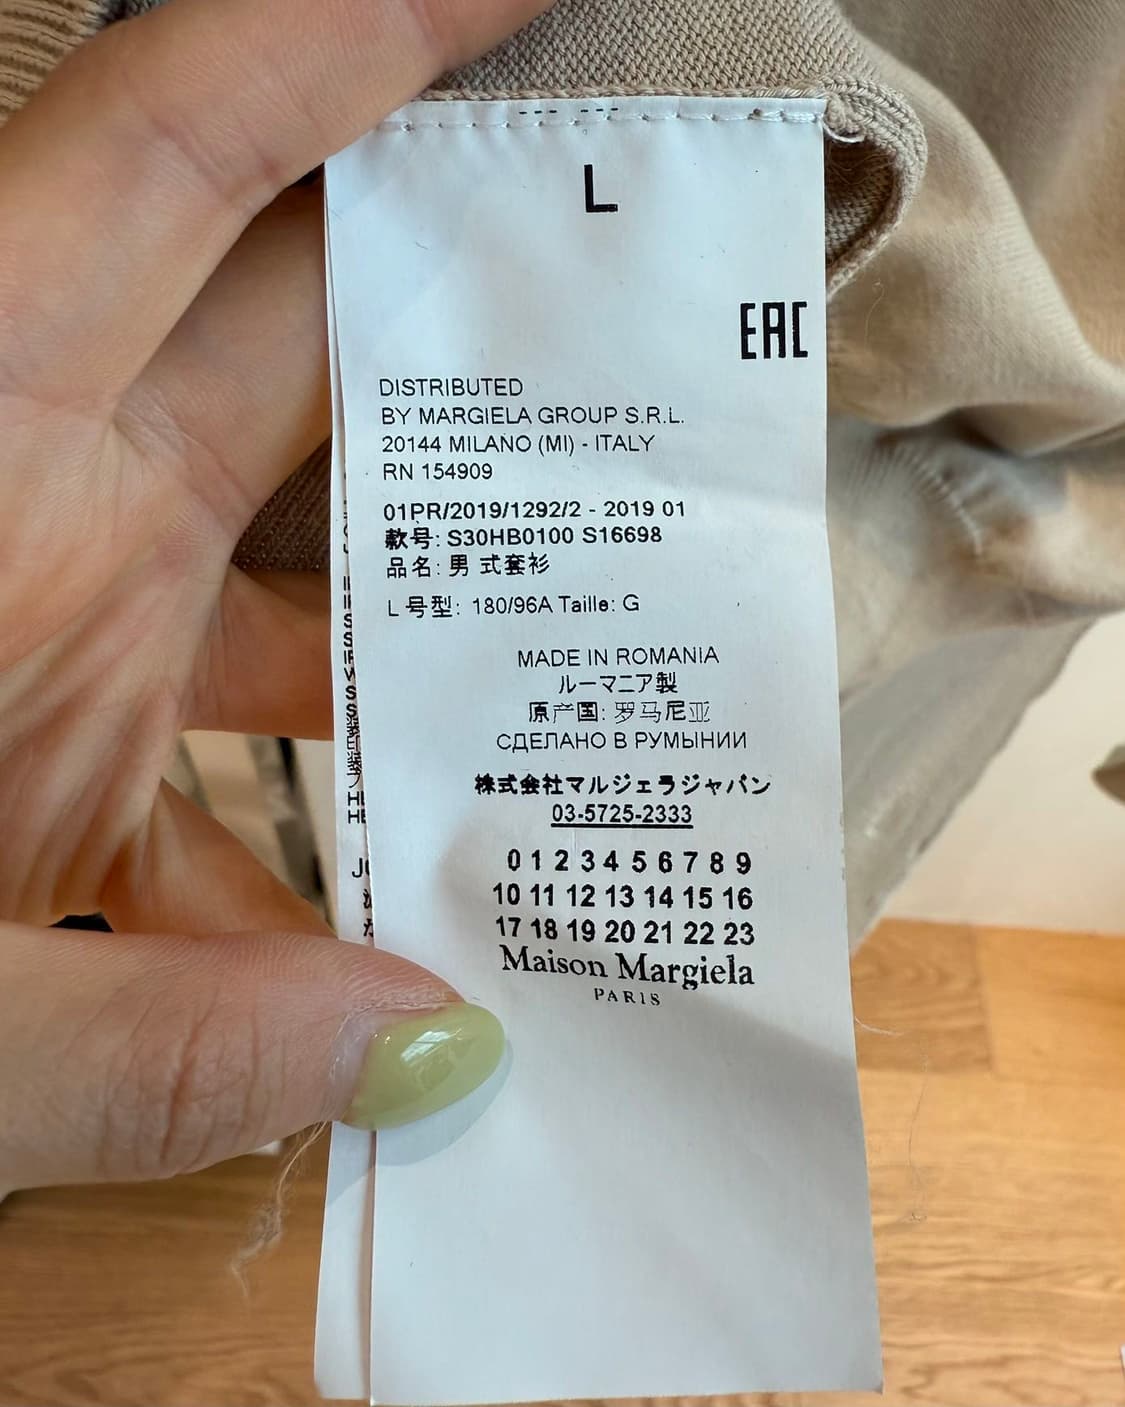 L
EAC
DISTRIBUTED
BY MARGIELA GROUP S.R.L.
20144 MILANO (MI) - ITALY
RN 154909
01PR/2019/1292/2 - 2019 01
款号: S30HB0100 S16698
品名: 男 式套衫
L 号型: 180/96A Taille: G
MADE IN ROMANIA
ルーマニア製
原产国: 罗马尼亚
СДЕЛАНО В РУМЫНИИ
株式会社マルジェラジャパン
03-5725-2333
0 1 2 3 4 5 6 7 8 9
10 11 12 13 14 15 16
17 18 19 20 21 22 23
Maison Margiela
PARIS